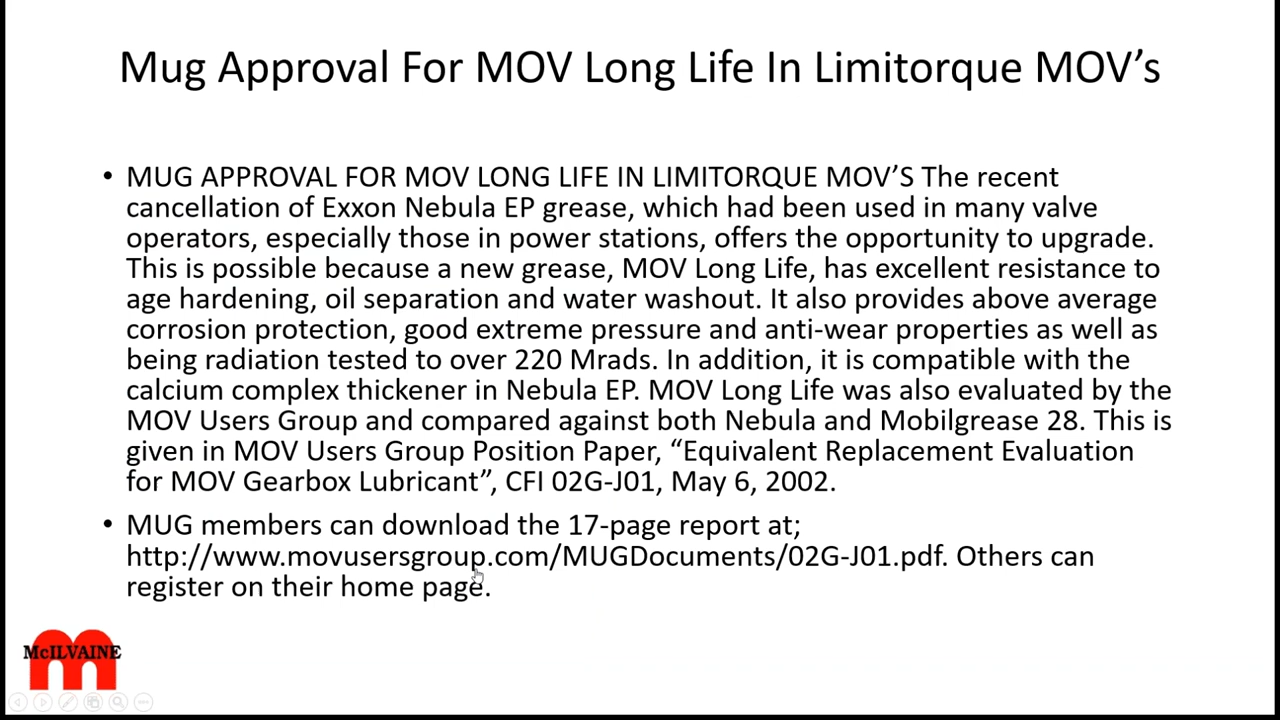 Mug Approval For MOV Long Life In Limitorque MOV’s
• MUG APPROVAL FOR MOV LONG LIFE IN LIMITORQUE MOV’S The recent
cancellation of Exxon Nebula EP grease, which had been used in many valve
operators, especially those in power stations, offers the opportunity to upgrade.
This is possible because a new grease, MOV Long Life, has excellent resistance to
age hardening, oil separation and water washout. It also provides above average
corrosion protection, good extreme pressure and anti-wear properties as well as
being radiation tested to over 220 Mrads. In addition, it is compatible with the
calcium complex thickener in Nebula EP. MOV Long Life was also evaluated by the
MOV Users Group and compared against both Nebula and Mobilgrease 28. This is
given in MOV Users Group Position Paper, “Equivalent Replacement Evaluation
for MOV Gearbox Lubricant”, CFI 02G-J01, May 6, 2002.
• MUG members can download the 17-page report at;
http://www.movusersgroup.com/MUGDocuments/02G-J01.pdf. Others can
register on their home page.
McILVAINE